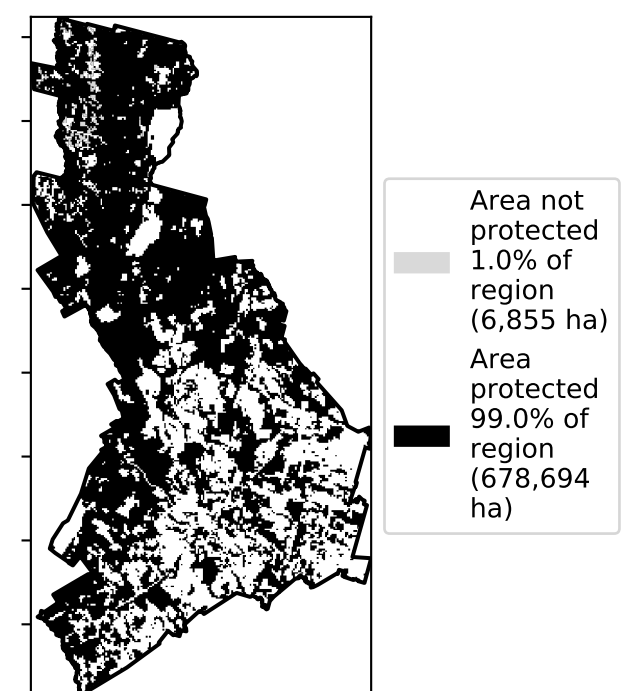 Area not
protected
1.0% of
region
(6,855 ha)
Area
protected
99.0% of
region
(678,694
ha)